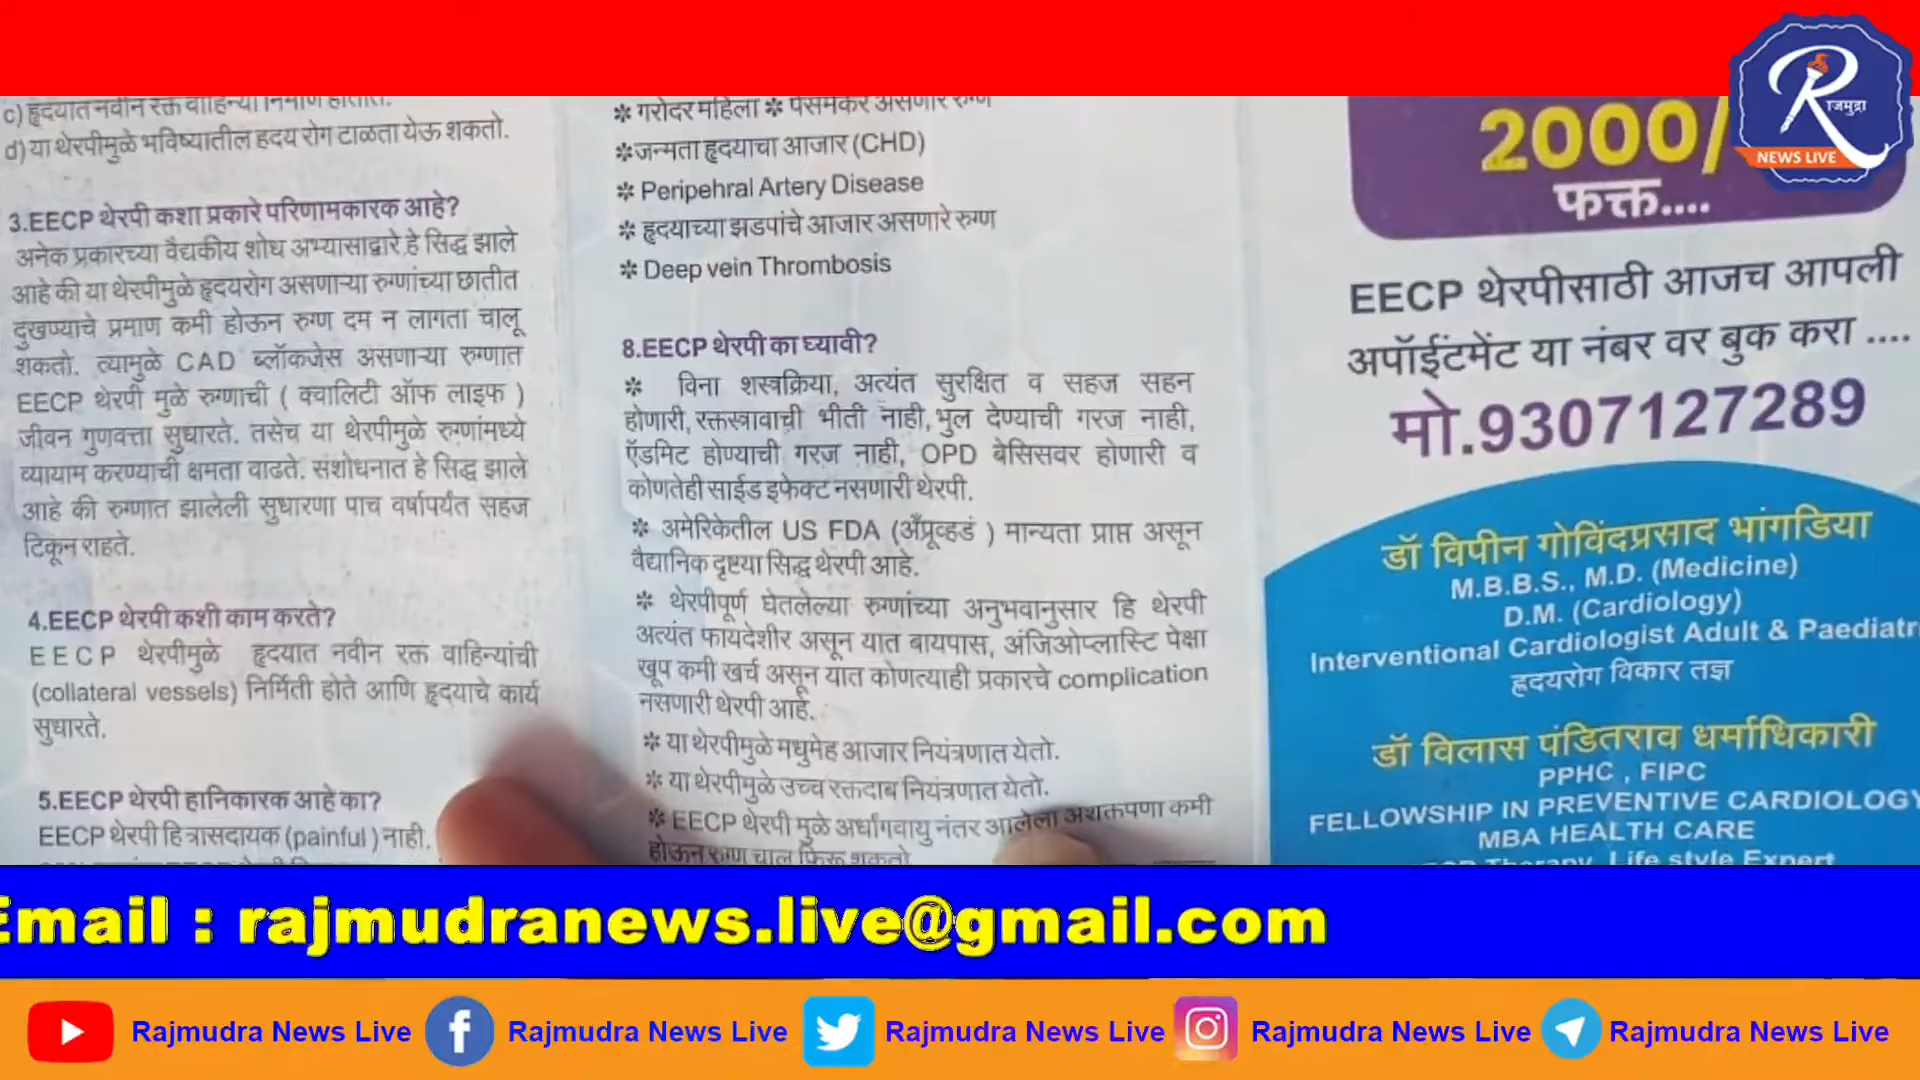 c) हृदयात नवीन रक्त वाहिन्या निर्माण होतात.
d) या थेरपीमुळे भविष्यातील हदय रोग टाळता येऊ शकतो.
3.EECP थेरपी कशा प्रकारे परिणामकारक आहे?
अनेक प्रकारच्या वैद्यकीय शोध अभ्यासाद्वारे हे सिद्ध झाले
आहे की या थेरपीमुळे हृदयरोग असणाऱ्या रुग्णांच्या छातीत
दुखण्याचे प्रमाण कमी होऊन रुग्ण दम न लागता चालू
शकतो. त्यामुळे CAD ब्लॉकजेस असणाऱ्या रुग्णात
EECP थेरपी मुळे रुग्णाची ( क्वालिटी ऑफ लाइफ )
जीवन गुणवत्ता सुधारते. तसेच या थेरपीमुळे रुग्णांमध्ये
व्यायाम करण्याची क्षमता वाढते. संशोधनात हे सिद्ध झाले
आहे की रुग्णात झालेली सुधारणा पाच वर्षापर्यंत सहज
टिकून राहते.
4.EECP थेरपी कशी काम करते?
EECP थेरपीमुळे हृदयात नवीन रक्त वाहिन्यांची
(collateral vessels) निर्मिती होते आणि हृदयाचे कार्य
सुधारते.
5.EECP थेरपी हानिकारक आहे का?
EECP थेरपी हि त्रासदायक (painful ) नाही.
✻ गरोदर महिला ✻ पेसमेकर असणारे रुग्ण
✻ जन्मता हृदयाचा आजार (CHD)
✻ Peripehral Artery Disease
✻ हृदयाच्या झडपांचे आजार असणारे रुग्ण
✻ Deep vein Thrombosis
8.EECP थेरपी का घ्यावी?
✻ विना शस्त्रक्रिया, अत्यंत सुरक्षित व सहज सहन
होणारी, रक्तस्त्रावाची भीती नाही, भुल देण्याची गरज नाही,
ऍडमिट होण्याची गरज नाही, OPD बेसिसवर होणारी व
कोणतेही साईड इफेक्ट नसणारी थेरपी.
✻ अमेरिकेतील US FDA (अँप्रूव्हडं ) मान्यता प्राप्त असून
वैद्यानिक दृष्ट्या सिद्ध थेरपी आहे.
✻ थेरपीपूर्ण घेतलेल्या रुग्णांच्या अनुभवानुसार हि थेरपी
अत्यंत फायदेशीर असून यात बायपास, अंजिओप्लास्टि पेक्षा
खूप कमी खर्च असून यात कोणत्याही प्रकारचे complication
नसणारी थेरपी आहे.
✻ या थेरपीमुळे मधुमेह आजार नियंत्रणात येतो.
✻ या थेरपीमुळे उच्च रक्तदाब नियंत्रणात येतो.
✻ EECP थेरपी मुळे अर्धांगवायु नंतर आलेला अशक्तपणा कमी
होऊन रुग्ण चालु फिरू शकतो
2000/
फक्त....
EECP थेरपीसाठी आजच आपली
अपॉईंटमेंट या नंबर वर बुक करा ....
मो.9307127289
डॉ विपीन गोविंदप्रसाद भांगडिया
M.B.B.S., M.D. (Medicine)
D.M. (Cardiology)
Interventional Cardiologist Adult & Paediatri
हृदयरोग विकार तज्ञ
डॉ विलास पंडितराव धर्माधिकारी
PPHC , FIPC
FELLOWSHIP IN PREVENTIVE CARDIOLOGY
MBA HEALTH CARE
Therapy, Life style Expert
R
राजमुद्रा
NEWS LIVE
Email : rajmudranews.live@gmail.com
Rajmudra News Live
Rajmudra News Live
Rajmudra News Live
Rajmudra News Live
Rajmudra News Live